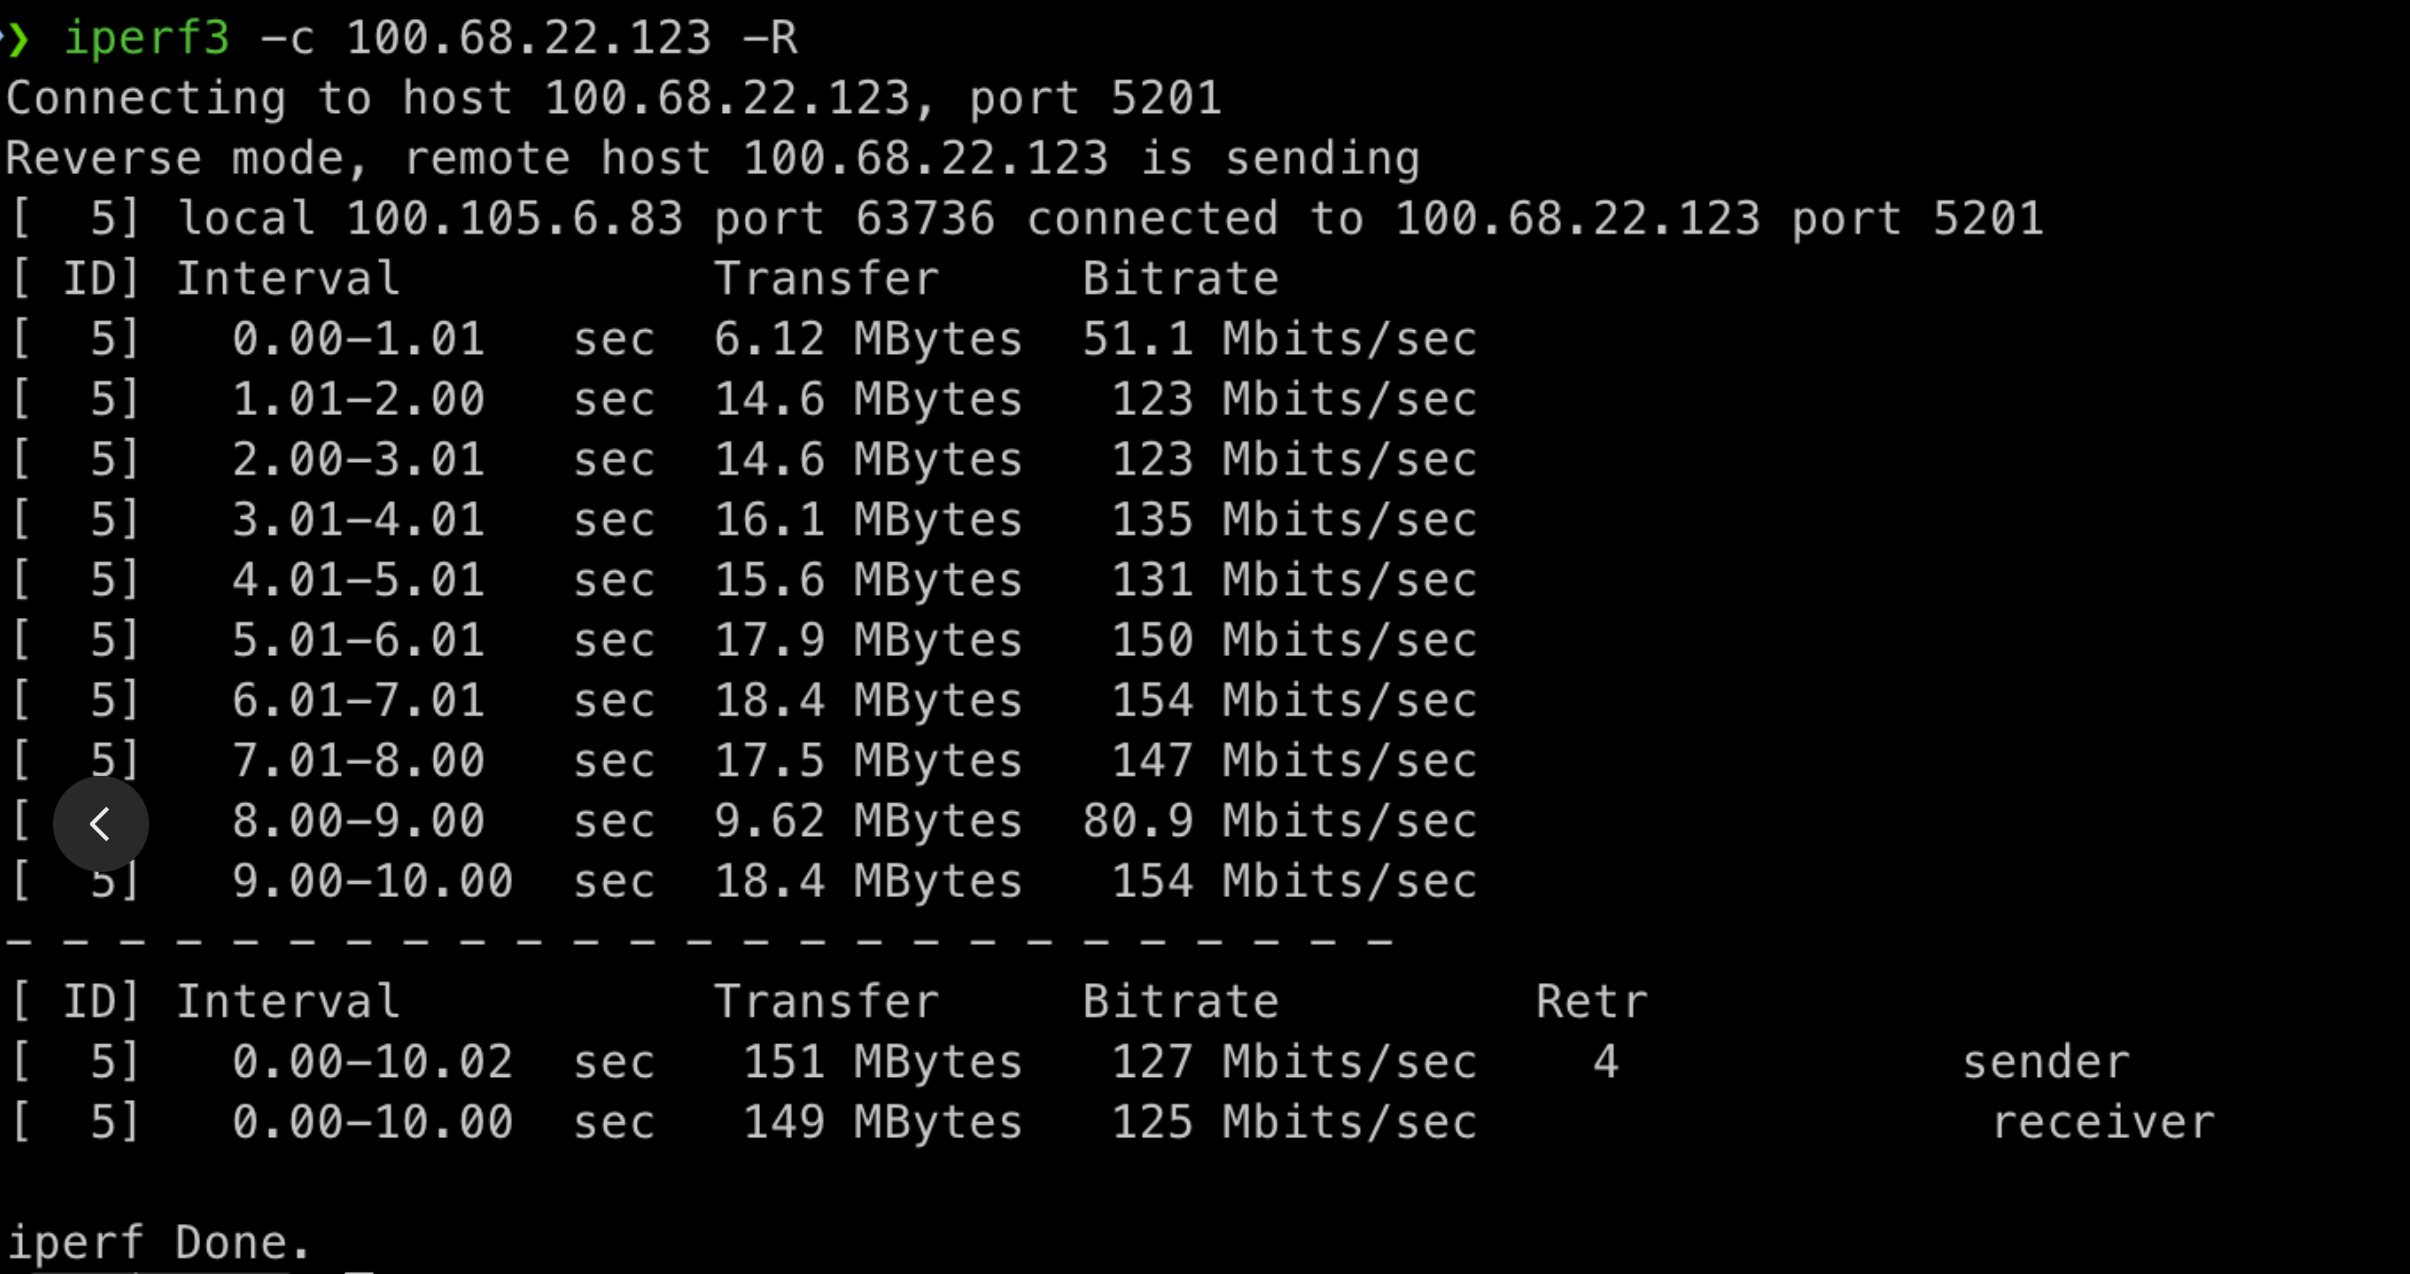 ❯ iperf3 -c 100.68.22.123 -R
Connecting to host 100.68.22.123, port 5201
Reverse mode, remote host 100.68.22.123 is sending
[  5] local 100.105.6.83 port 63736 connected to 100.68.22.123 port 5201
[ ID] Interval           Transfer     Bitrate
[  5]   0.00-1.01   sec  6.12 MBytes  51.1 Mbits/sec
[  5]   1.01-2.00   sec  14.6 MBytes   123 Mbits/sec
[  5]   2.00-3.01   sec  14.6 MBytes   123 Mbits/sec
[  5]   3.01-4.01   sec  16.1 MBytes   135 Mbits/sec
[  5]   4.01-5.01   sec  15.6 MBytes   131 Mbits/sec
[  5]   5.01-6.01   sec  17.9 MBytes   150 Mbits/sec
[  5]   6.01-7.01   sec  18.4 MBytes   154 Mbits/sec
[  5]   7.01-8.00   sec  17.5 MBytes   147 Mbits/sec
[       8.00-9.00   sec  9.62 MBytes  80.9 Mbits/sec
[  5]   9.00-10.00  sec  18.4 MBytes   154 Mbits/sec
- - - - - - - - - - - - - - - - - - - - - - - - -
[ ID] Interval           Transfer     Bitrate         Retr
[  5]   0.00-10.02  sec   151 MBytes   127 Mbits/sec    4            sender
[  5]   0.00-10.00  sec   149 MBytes   125 Mbits/sec                  receiver
iperf Done.